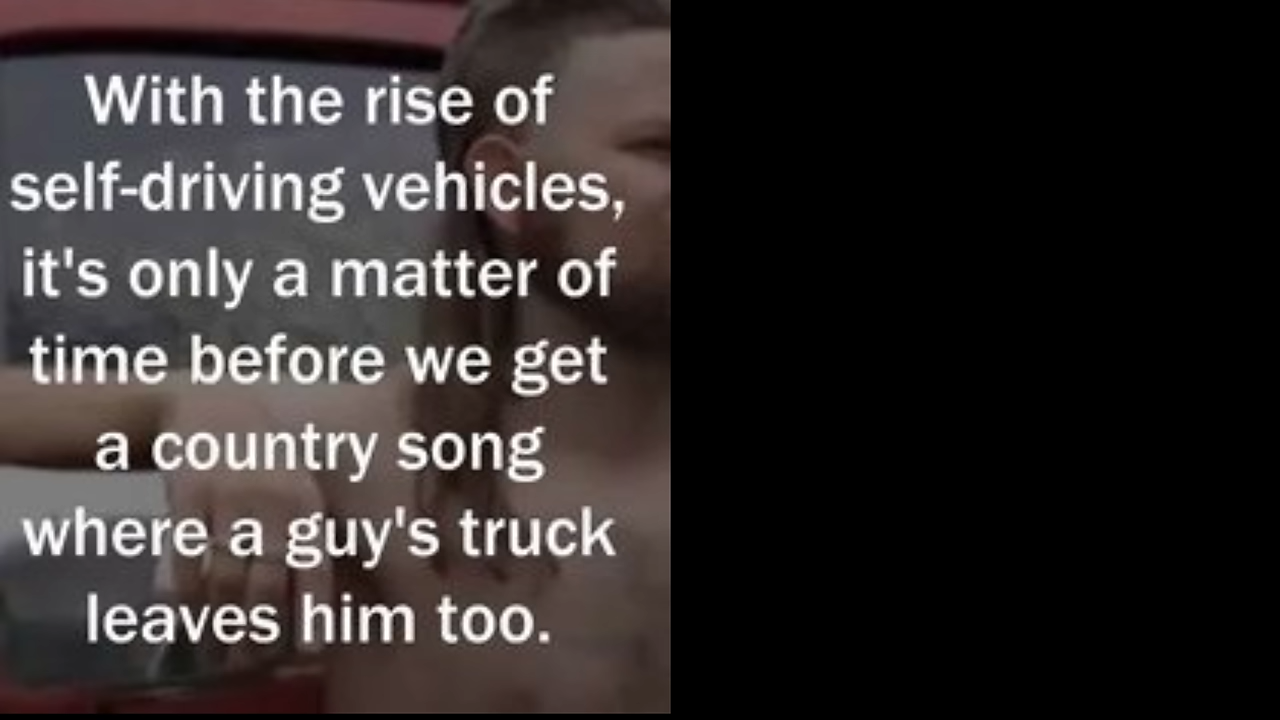 With the rise of
self-driving vehicles,
it's only a matter of
time before we get
a country song
where a guy's truck
leaves him too.